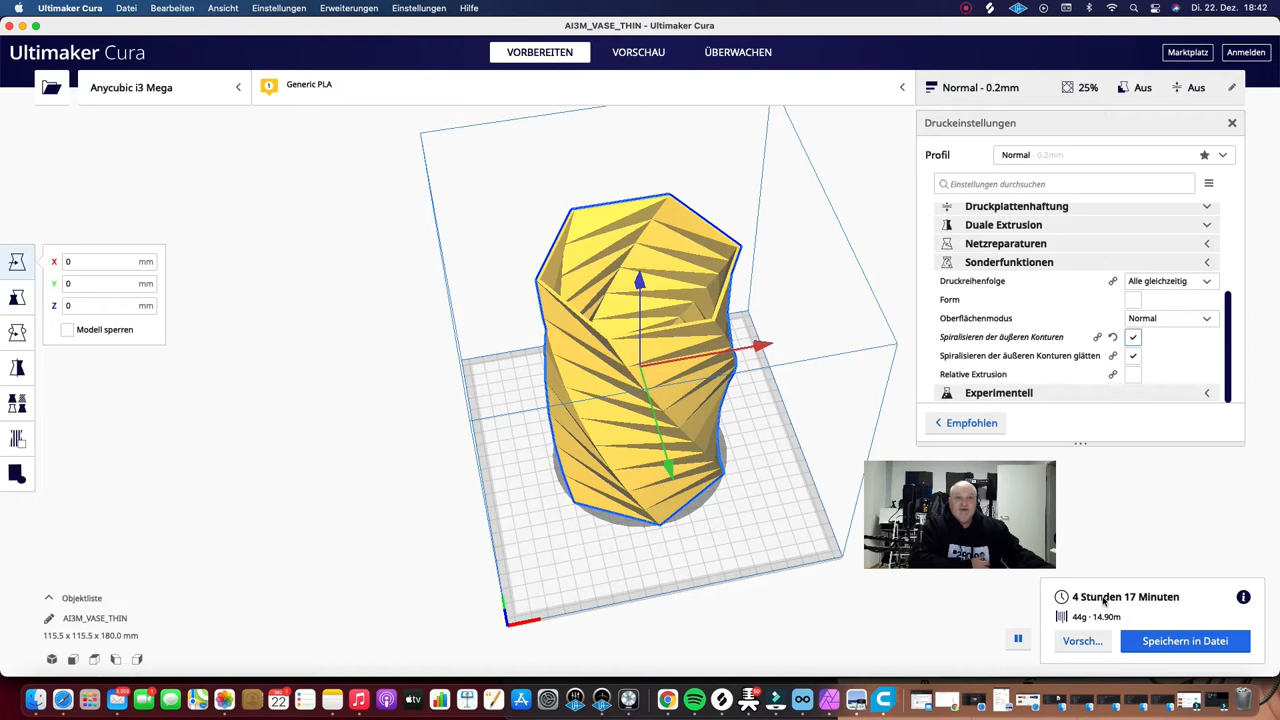 Datei Bearbeiten Ansicht Einstellungen Erweiterungen Einstellungen Hilfe Di. 22. Dez. 18:42
AI3M_VASE_THIN - Ultimaker Cura
Ultimaker Cura VORBEREITEN VORSCHAU ÜBERWACHEN Marktplatz Anmelden
Anycubic i3 Mega 1 Generic PLA Normal - 0.2mm 25% Aus Aus
Druckeinstellungen
Profil Normal - 0.2mm
Einstellungen durchsuchen
Druckplattenhaftung
Duale Extrusion
Netzreparaturen
Sonderfunktionen
Druckreihenfolge Alle gleichzeitig
Form
Oberflächenmodus Normal
Spiralisieren der äußeren Konturen
Spiralisieren der äußeren Konturen glätten
Relative Extrusion
Experimentell
Empfohlen
X 0 mm
Y 0 mm
Z 0 mm
Modell sperren
Objektliste
AI3M_VASE_THIN
115.5 x 115.5 x 180.0 mm
4 Stunden 17 Minuten
44g · 14.90m
Vorsch... Speichern in Datei